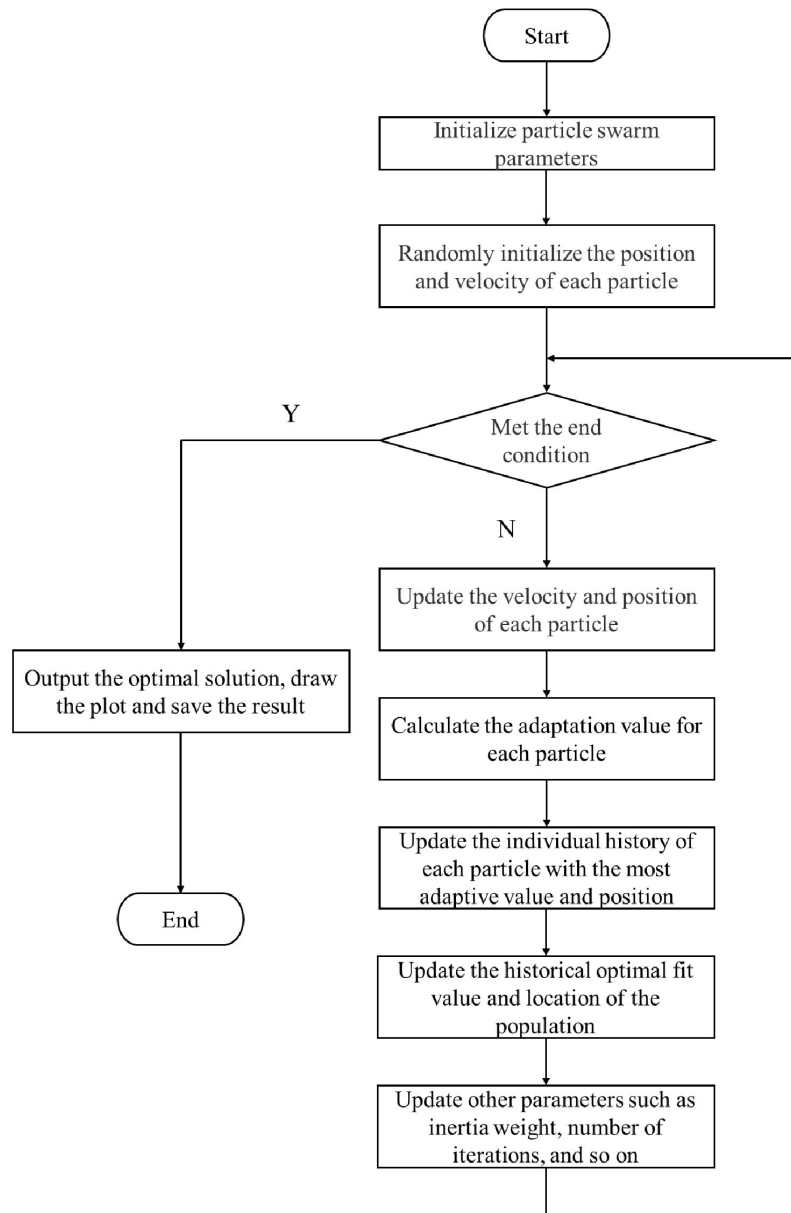 Start
Initialize particle swarm
parameters
Randomly initialize the position
and velocity of each particle
Met the end
condition
Y
N
Update the velocity and position
of each particle
Output the optimal solution, draw
the plot and save the result
Calculate the adaptation value for
each particle
Update the individual history of
each particle with the most
adaptive value and position
End
Update the historical optimal fit
value and location of the
population
Update other parameters such as
inertia weight, number of
iterations, and so on